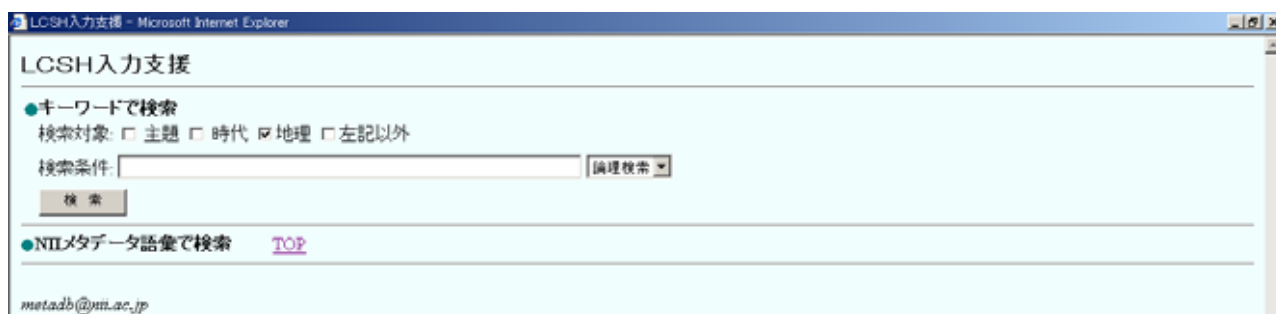 LCSH入力支援 - Microsoft Internet Explorer
LCSH入力支援
●キーワードで検索
検索対象: 主題 時代 地理 左記以外
検索条件: 論理検索
検 索
●NIIメタデータ語彙で検索 TOP
metadb@nii.ac.jp